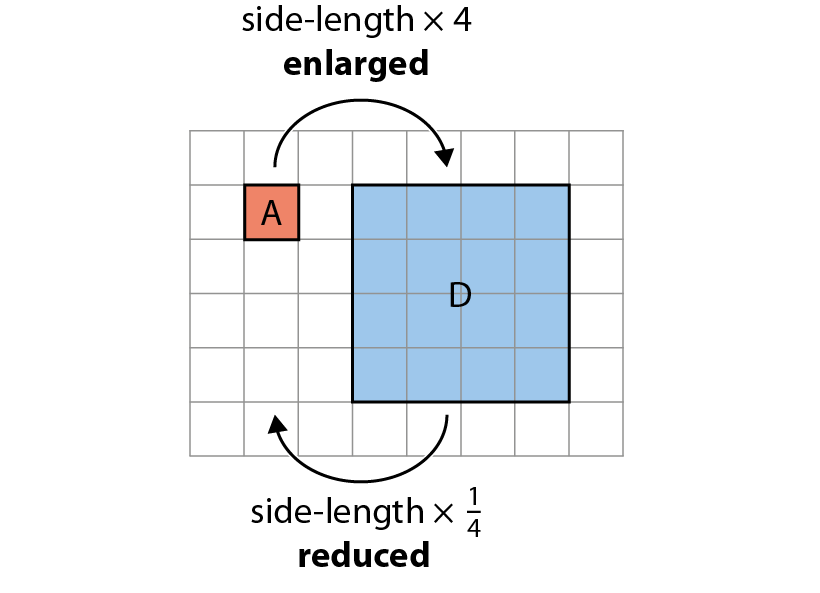 side-length × 4
enlarged
A
D
side-length × 1/4
reduced